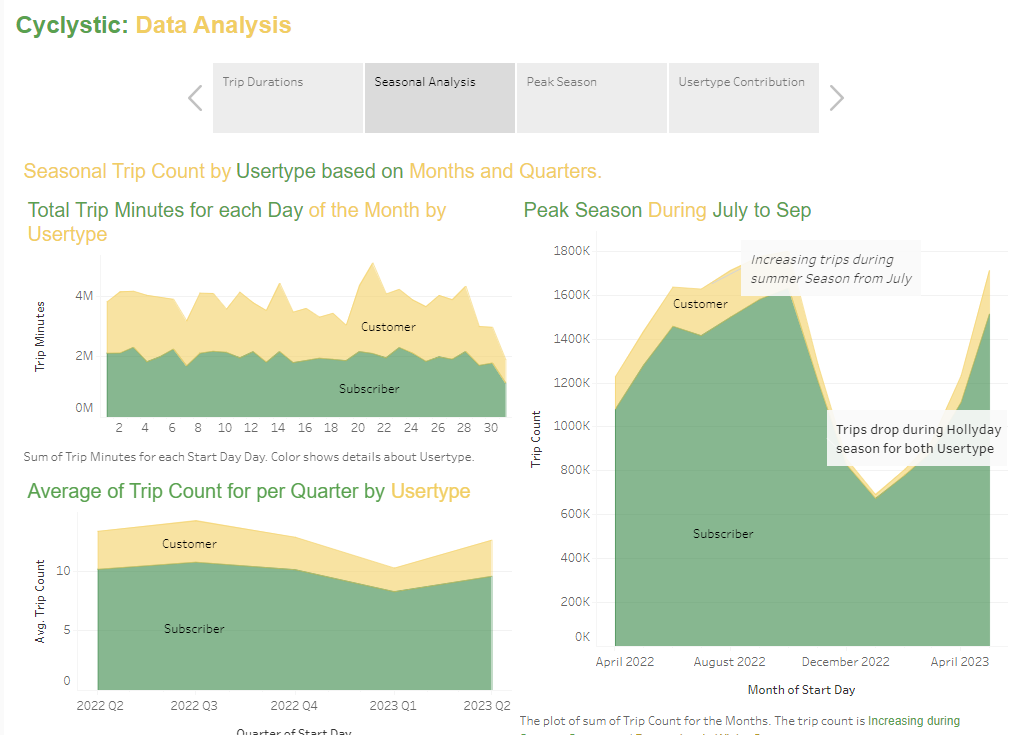 Cyclystic: Data Analysis
Trip Durations
Seasonal Analysis
Peak Season
Usertype Contribution
Seasonal Trip Count by Usertype based on Months and Quarters.
Total Trip Minutes for each Day of the Month by
Usertype
Trip Minutes
4M
2M
0M
Customer
Subscriber
2 4 6 8 10 12 14 16 18 20 22 24 26 28 30
Sum of Trip Minutes for each Start Day Day. Color shows details about Usertype.
Average of Trip Count for per Quarter by Usertype
Avg. Trip Count
10
5
0
Customer
Subscriber
2022 Q2 2022 Q3 2022 Q4 2023 Q1 2023 Q2
Quarter of Start Day
Peak Season During July to Sep
Trip Count
1800K
1600K
1400K
1200K
1000K
800K
600K
400K
200K
0K
Increasing trips during
summer Season from July
Customer
Trips drop during Hollyday
season for both Usertype
Subscriber
April 2022 August 2022 December 2022 April 2023
Month of Start Day
The plot of sum of Trip Count for the Months. The trip count is Increasing during